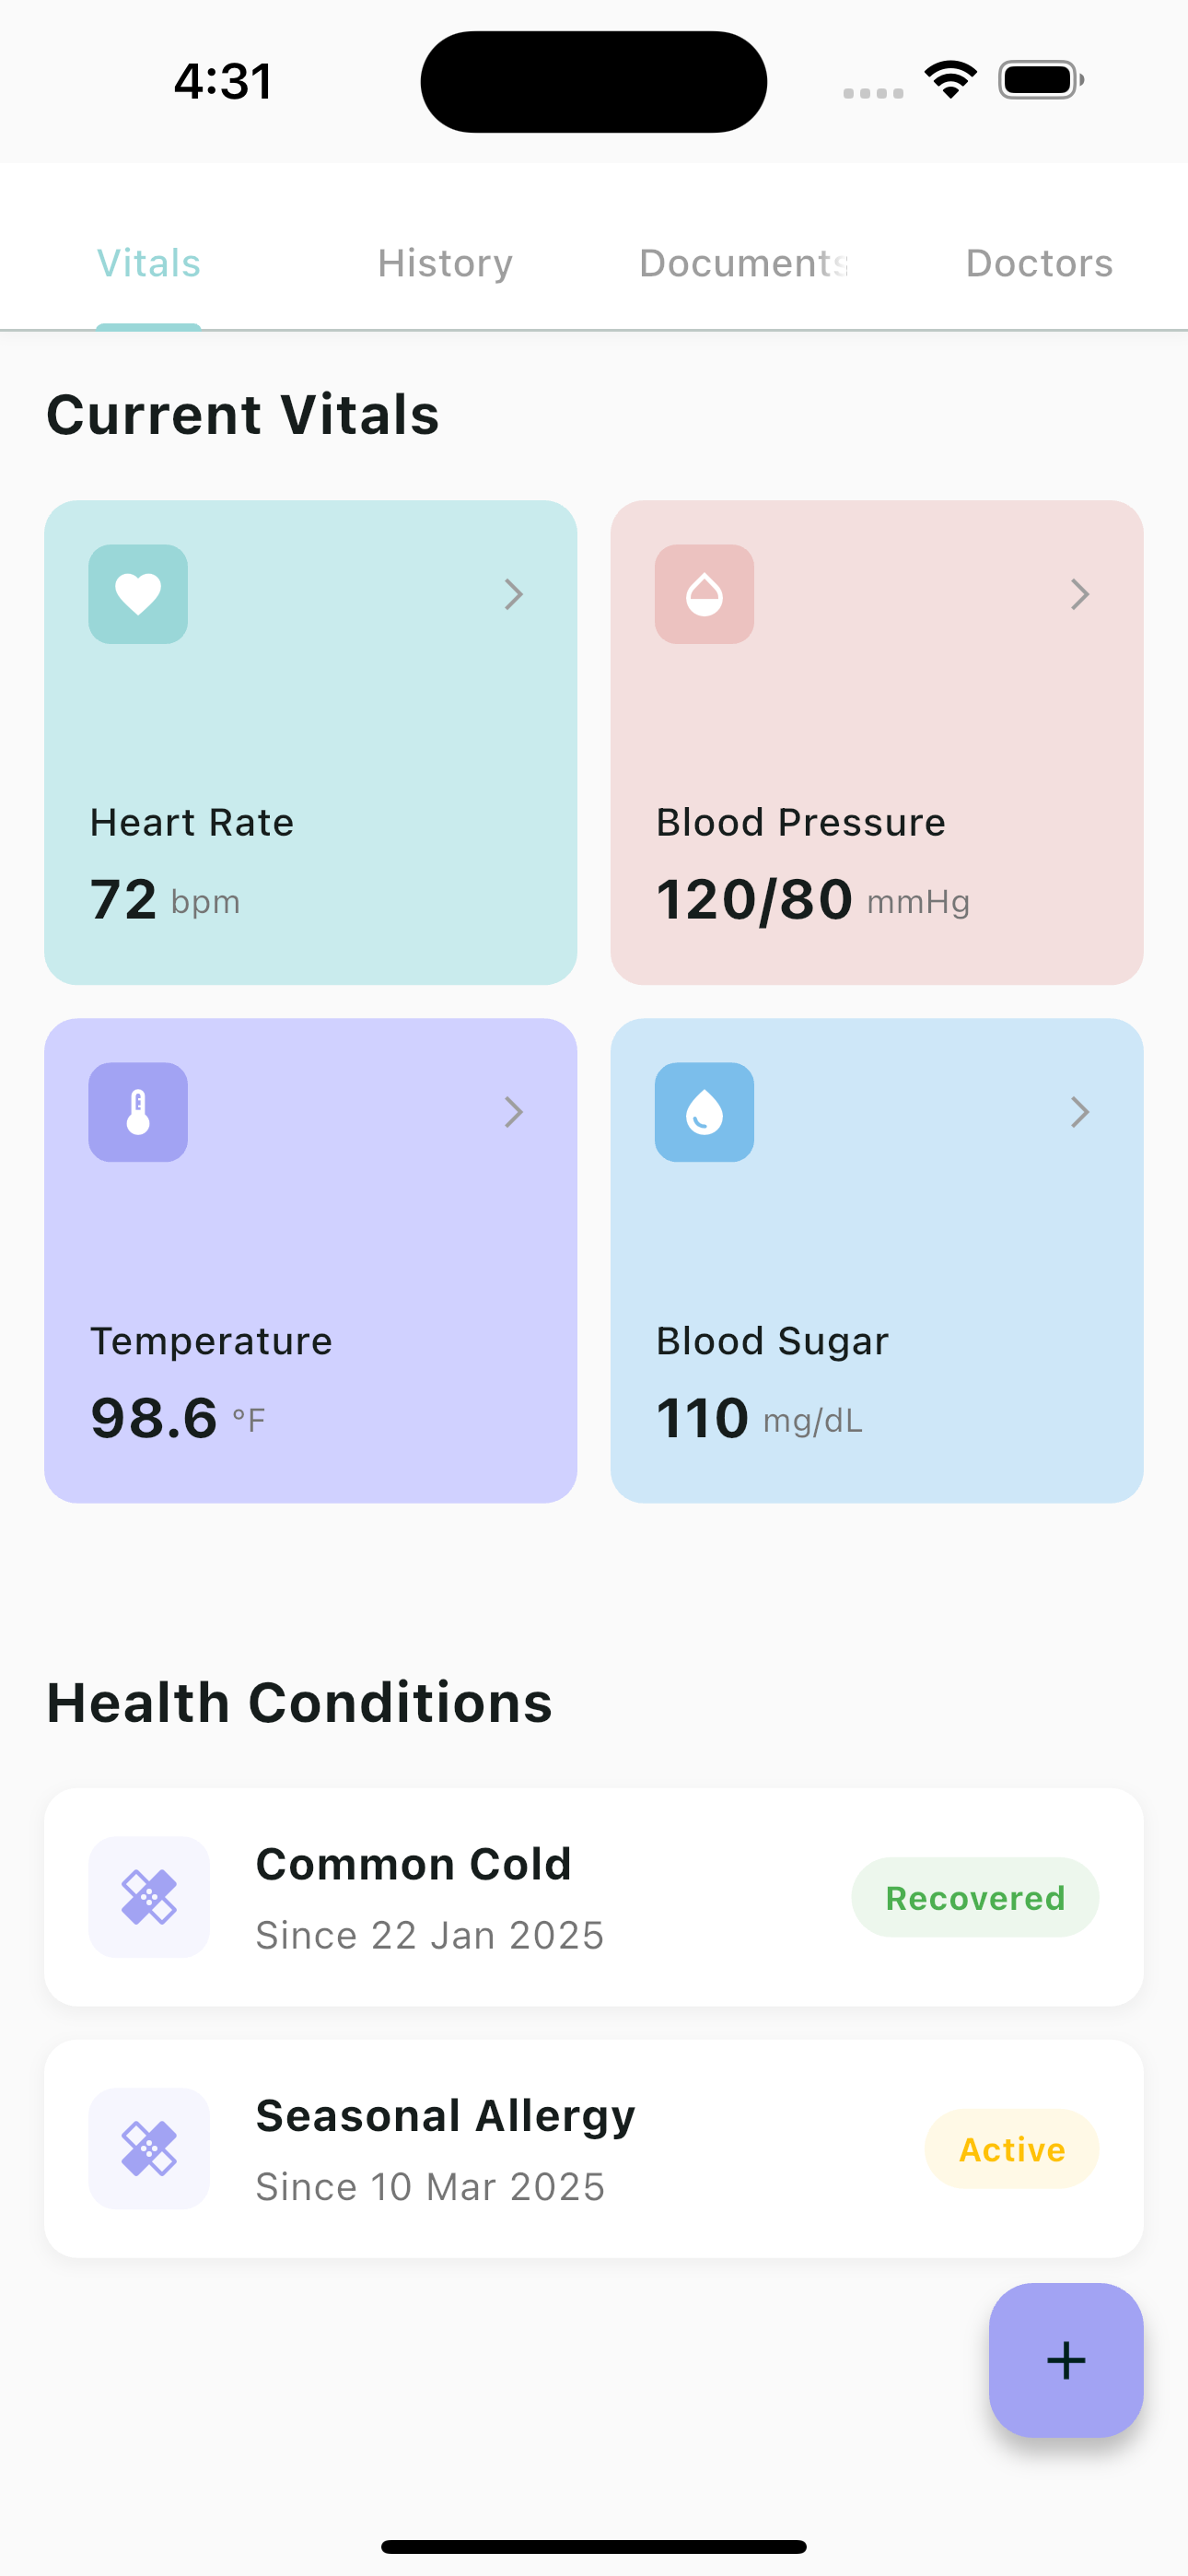 4:31
Vitals History Documents Doctors
Current Vitals
Heart Rate
72 bpm
Blood Pressure
120/80 mmHg
Temperature
98.6 °F
Blood Sugar
110 mg/dL
Health Conditions
Common Cold
Since 22 Jan 2025
Recovered
Seasonal Allergy
Since 10 Mar 2025
Active